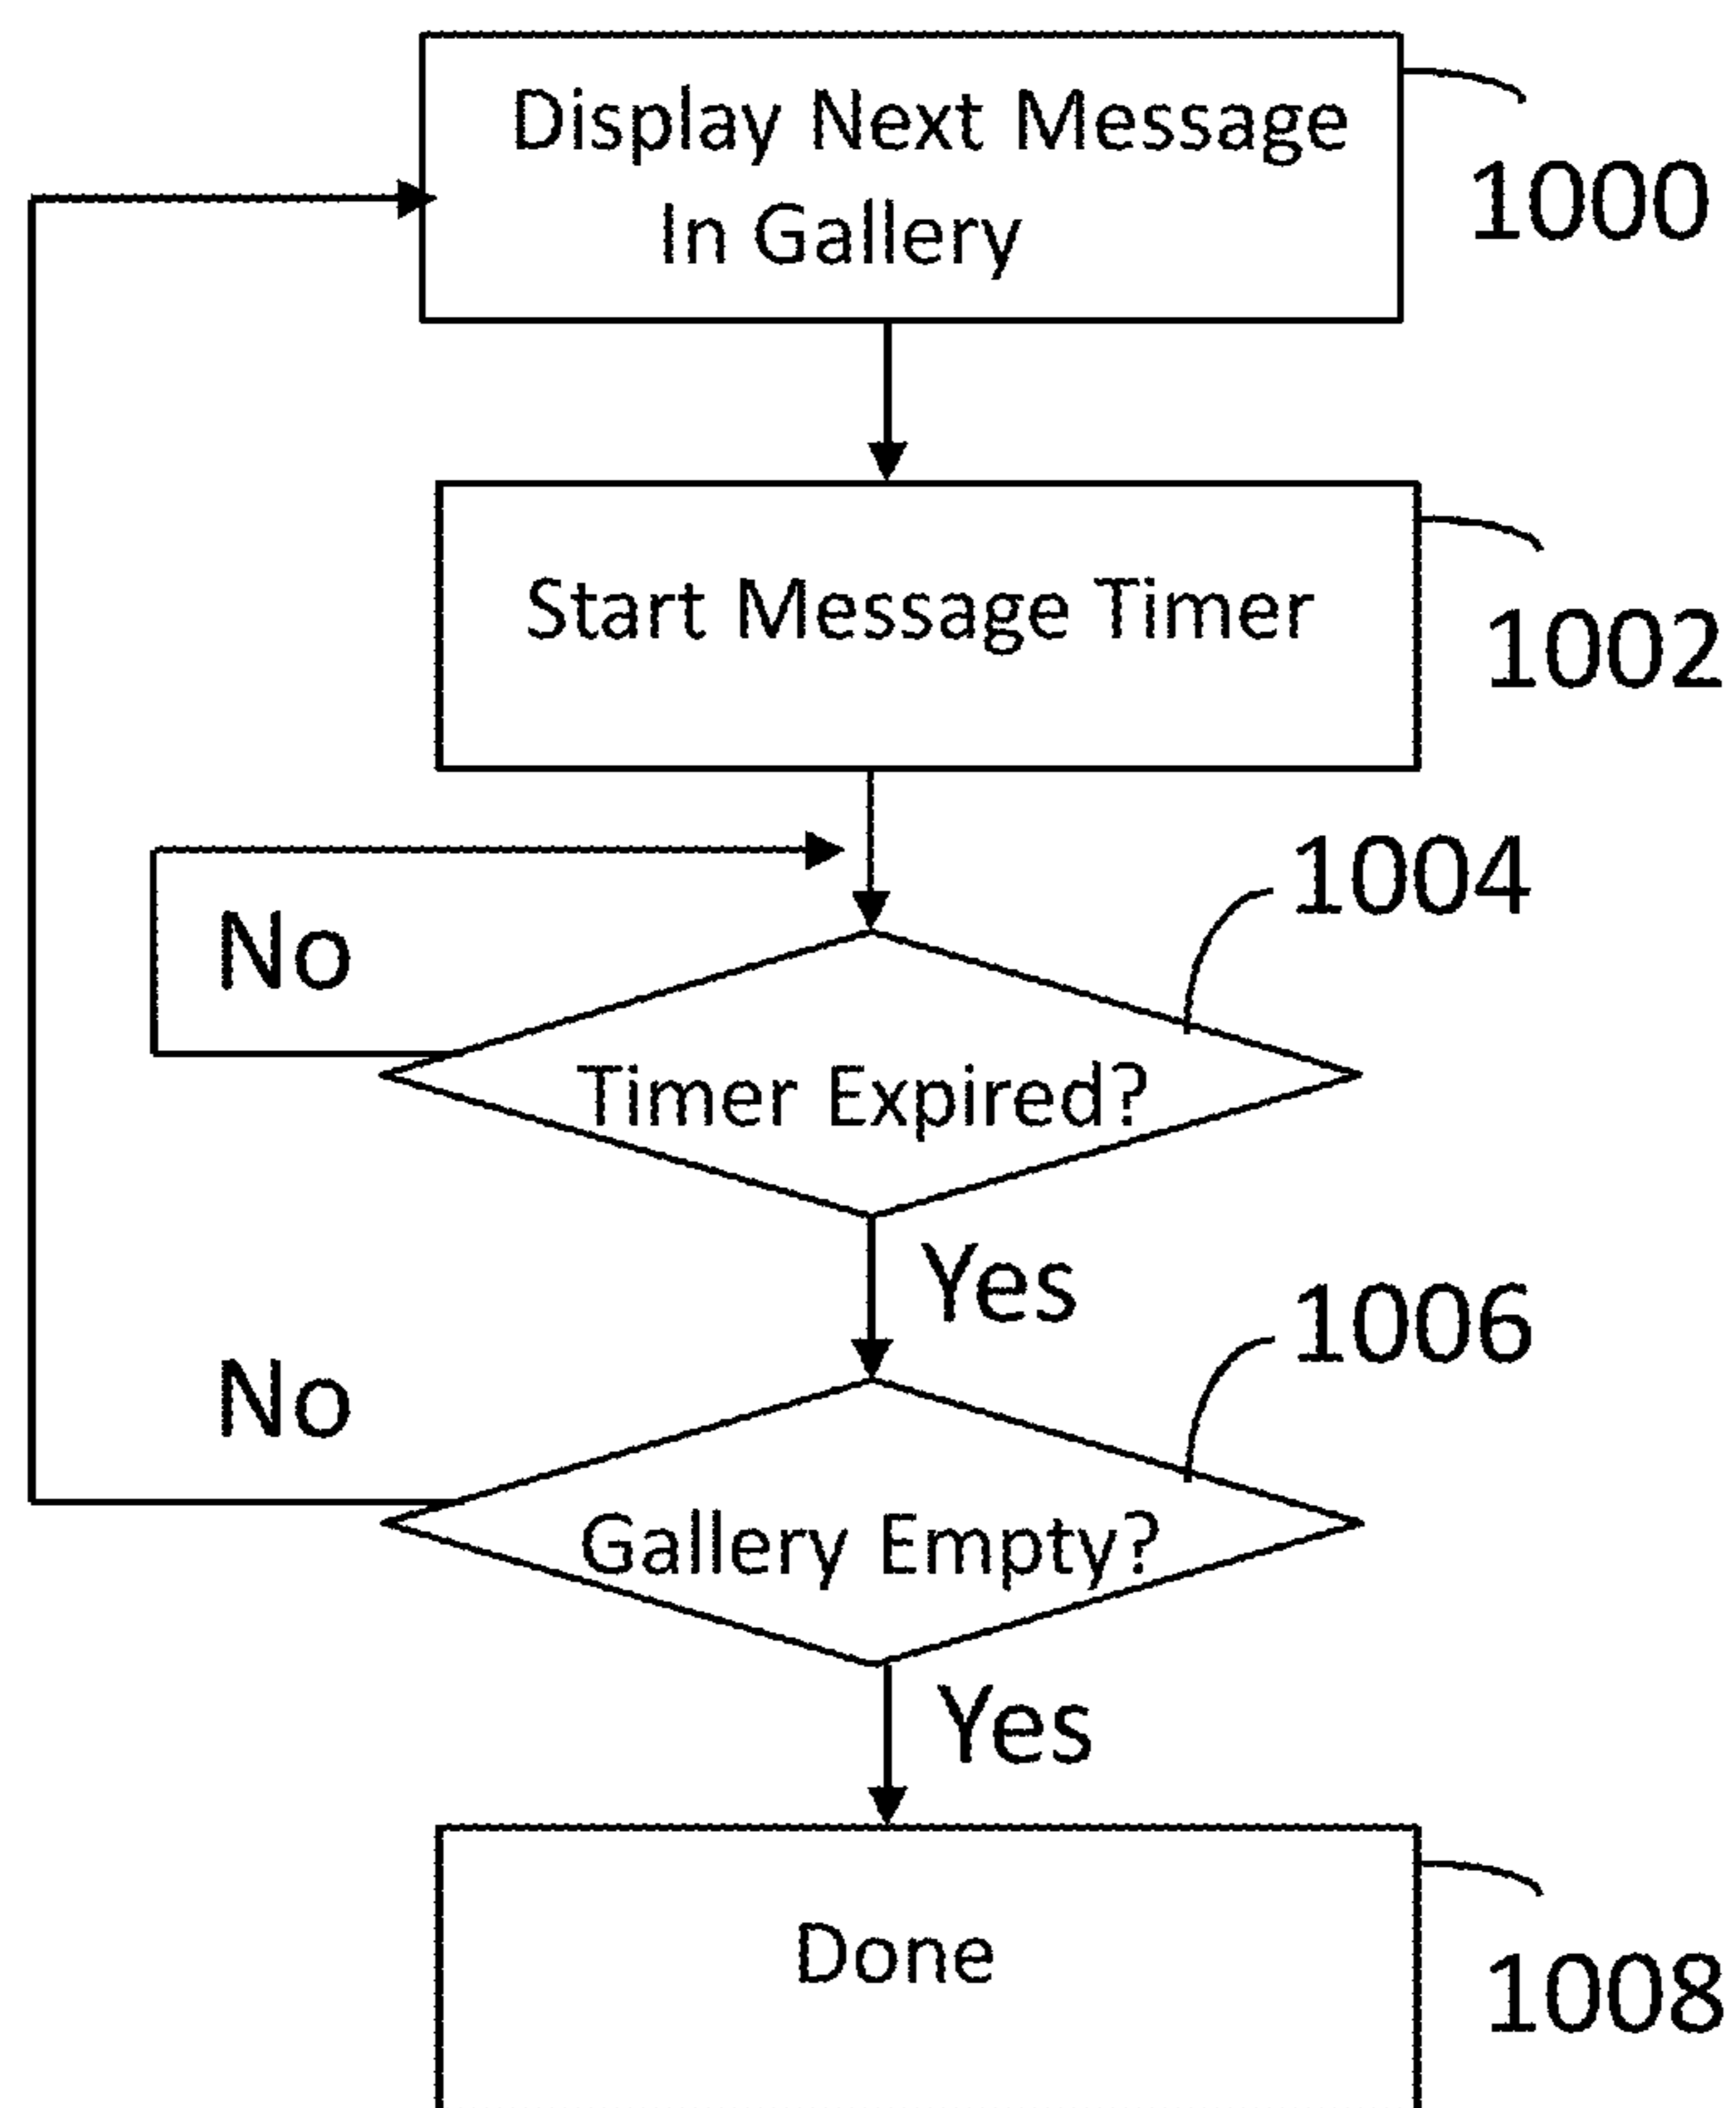 Display Next Message
In Gallery
1000
Start Message Timer
1002
1004
No
Timer Expired?
Yes
1006
No
Gallery Empty?
Yes
Done
1008